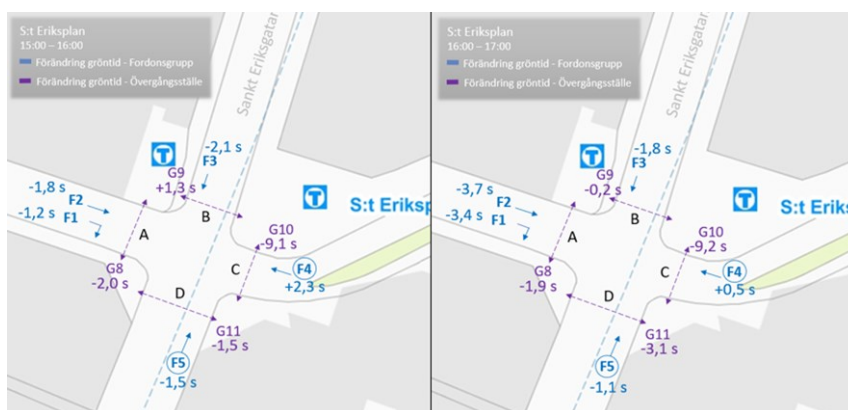 S:t Eriksplan
15:00 – 16:00
Förändring gröntid - Fordonsgrupp
Förändring gröntid - Övergångsställe
Sankt Eriksgatan
T
-2,1 s
F3
G9
+1,3 s
-1,8 s
F2
-1,2 s
F1
A
B
T
S:t Eriksp
G10
-9,1 s
C
F4
+2,3 s
G8
-2,0 s
D
G11
-1,5 s
F5
-1,5 s
S:t Eriksplan
16:00 – 17:00
Förändring gröntid - Fordonsgrupp
Förändring gröntid - Övergångsställe
Sankt Eriksgatan
T
-1,8 s
F3
G9
-0,2 s
-3,7 s
F2
-3,4 s
F1
A
B
T
S:t Eriks
G10
-9,2 s
C
F4
+0,5 s
G8
-1,9 s
D
G11
-3,1 s
F5
-1,1 s